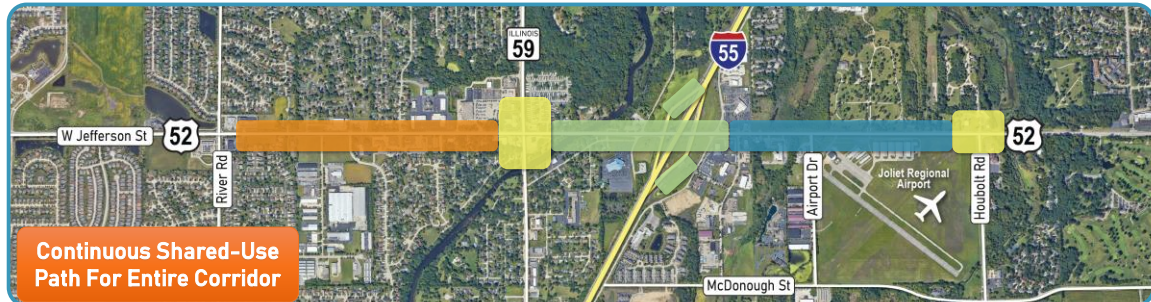 ILLINOIS
59
55
W Jefferson St
52
52
River Rd
Airport Dr
Joliet Regional
Airport
Houbolt Rd
Continuous Shared-Use
Path For Entire Corridor
McDonough St